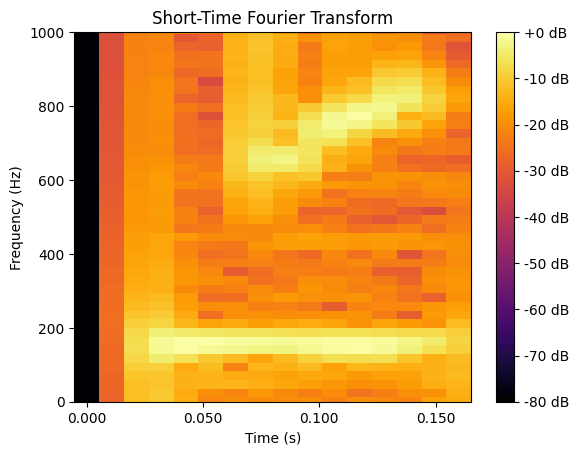 Short-Time Fourier Transform
1000
800
600
400
200
0
Frequency (Hz)
0.000
0.050
0.100
0.150
Time (s)
+0 dB
-10 dB
-20 dB
-30 dB
-40 dB
-50 dB
-60 dB
-70 dB
-80 dB